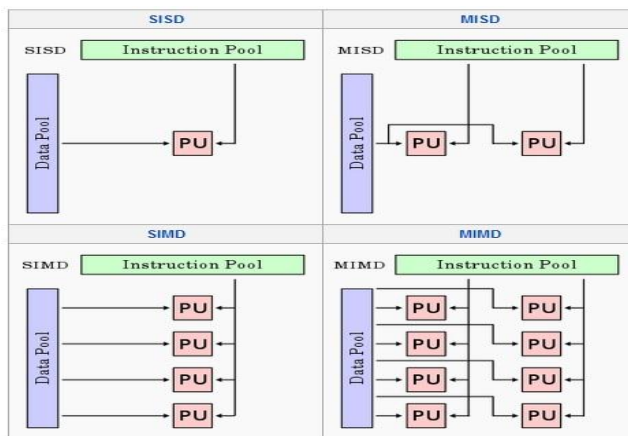 SISD
MISD
SISD Instruction Pool
Data Pool
PU
MISD Instruction Pool
Data Pool
PU PU
SIMD
MIMD
SIMD Instruction Pool
Data Pool
PU
PU
PU
PU
MIMD Instruction Pool
Data Pool
PU PU
PU PU
PU PU
PU PU